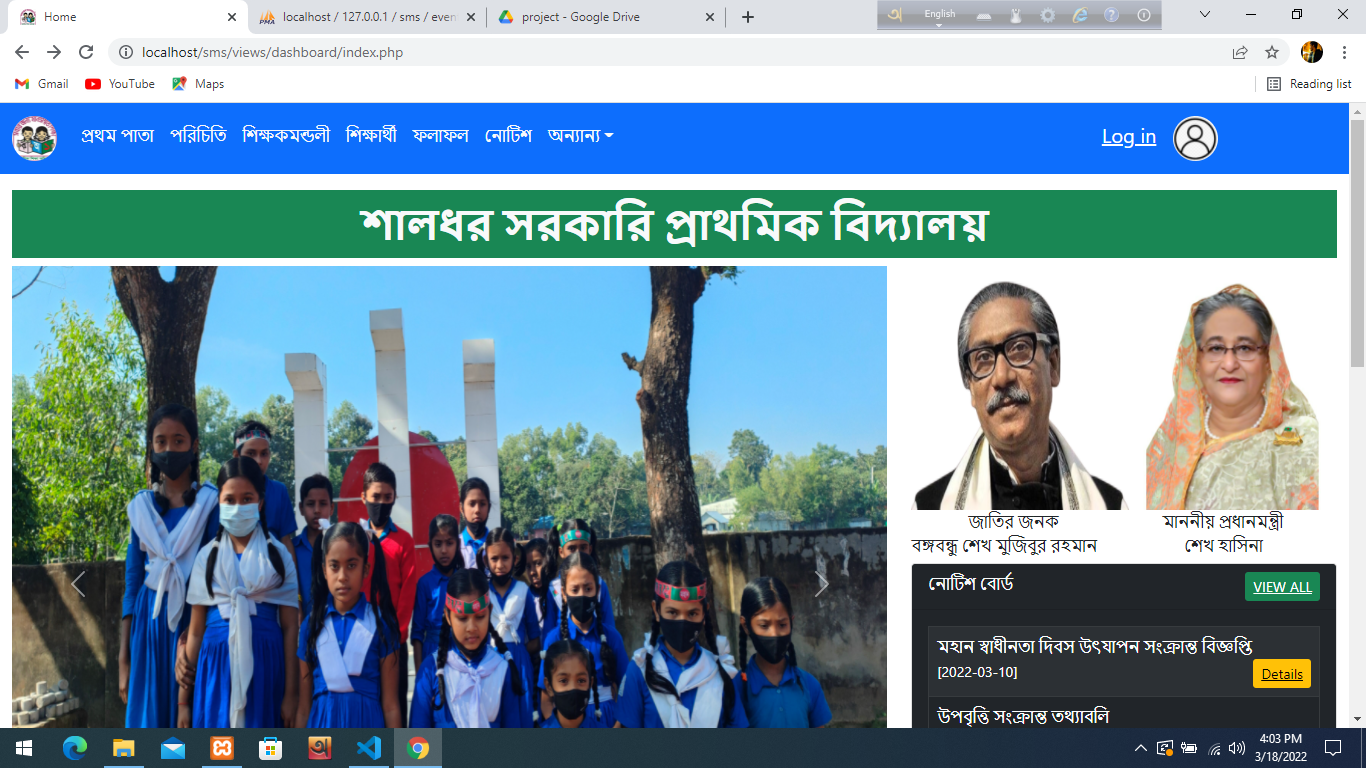 Home
localhost / 127.0.0.1 / sms / even
project - Google Drive
English
localhost/sms/views/dashboard/index.php
Gmail
YouTube
Maps
Reading list
প্রথম পাতা
পরিচিতি
শিক্ষকমন্ডলী
শিক্ষার্থী
ফলাফল
নোটিশ
অন্যান্য
Log in
শালধর সরকারি প্রাথমিক বিদ্যালয়
জাতির জনক
বঙ্গবন্ধু শেখ মুজিবুর রহমান
মাননীয় প্রধানমন্ত্রী
শেখ হাসিনা
নোটিশ বোর্ড
VIEW ALL
মহান স্বাধীনতা দিবস উৎযাপন সংক্রান্ত বিজ্ঞপ্তি
[2022-03-10]
Details
উপবৃত্তি সংক্রান্ত তথ্যাবলি
4:03 PM
3/18/2022